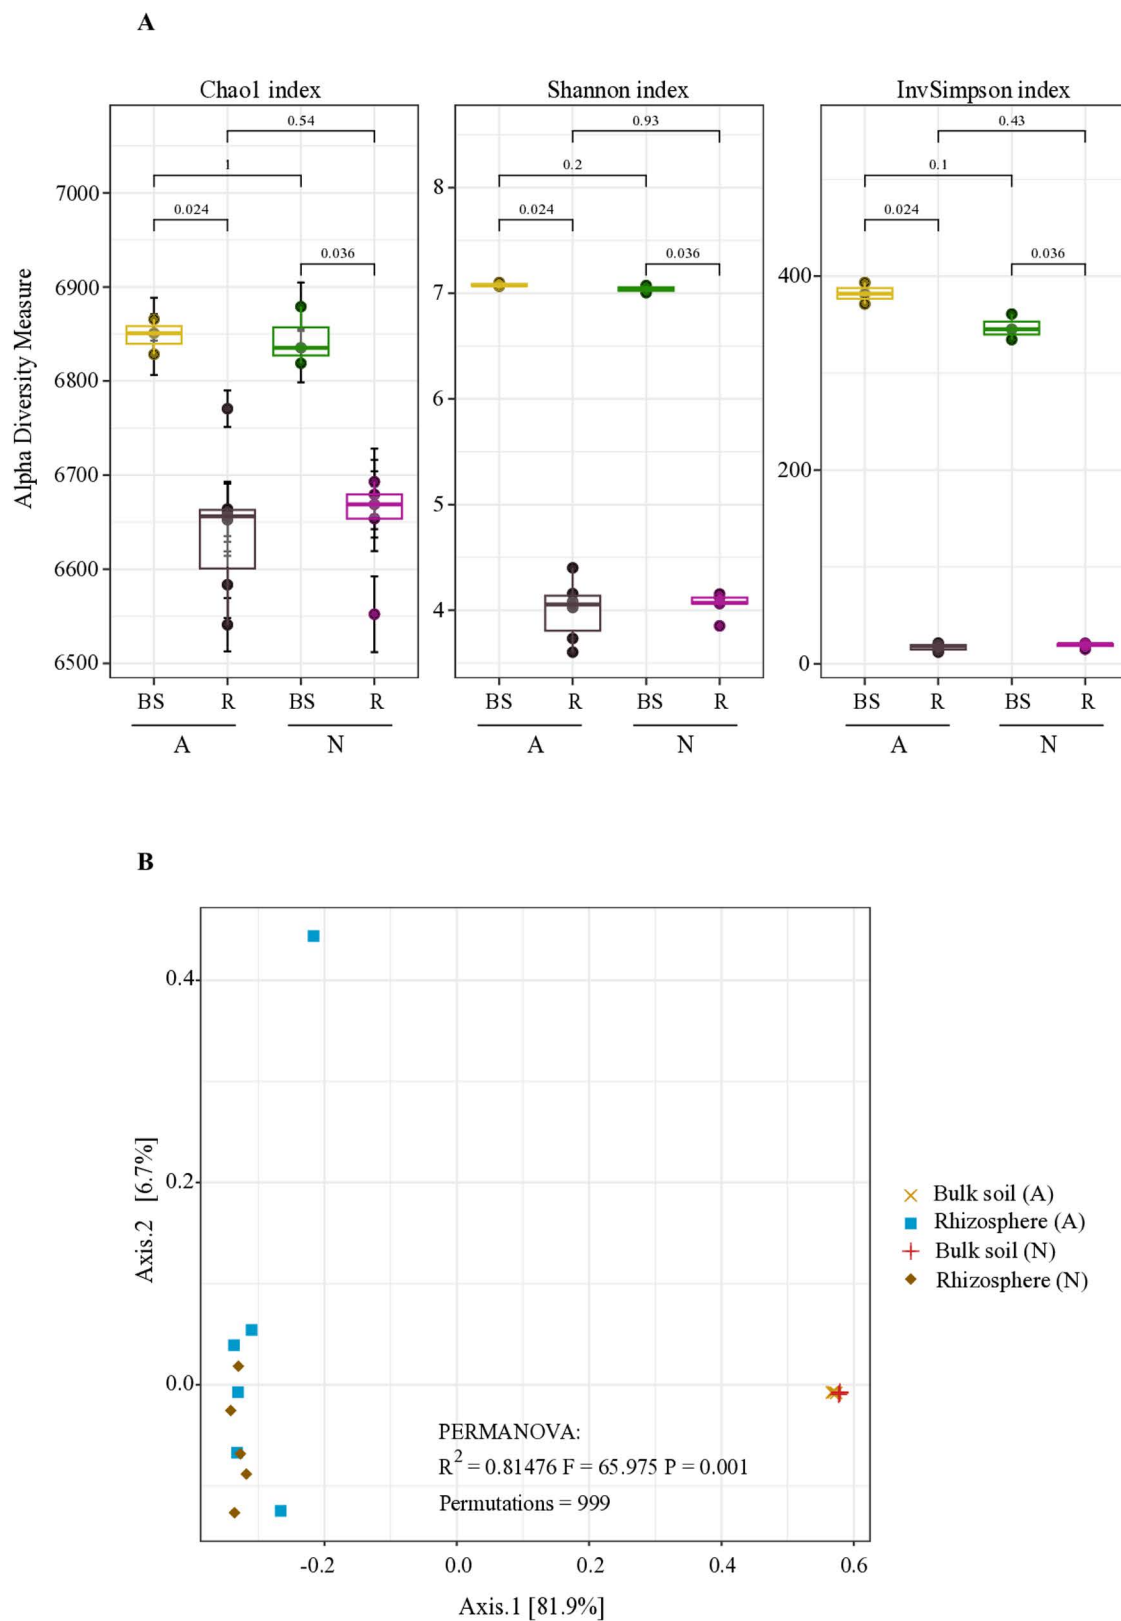 A
Chao1 index
Shannon index
InvSimpson index
Alpha Diversity Measure
0.54
1
0.024
0.036
7000
6900
6800
6700
6600
6500
BS R BS R
A N
0.93
0.2
0.024
0.036
8
7
6
5
4
BS R BS R
A N
0.43
0.1
0.024
0.036
400
200
0
BS R BS R
A N
B
Axis.2 [6.7%]
0.4
0.2
0.0
PERMANOVA:
R² = 0.81476 F = 65.975 P = 0.001
Permutations = 999
-0.2 0.0 0.2 0.4 0.6
Axis.1 [81.9%]
Bulk soil (A)
Rhizosphere (A)
Bulk soil (N)
Rhizosphere (N)